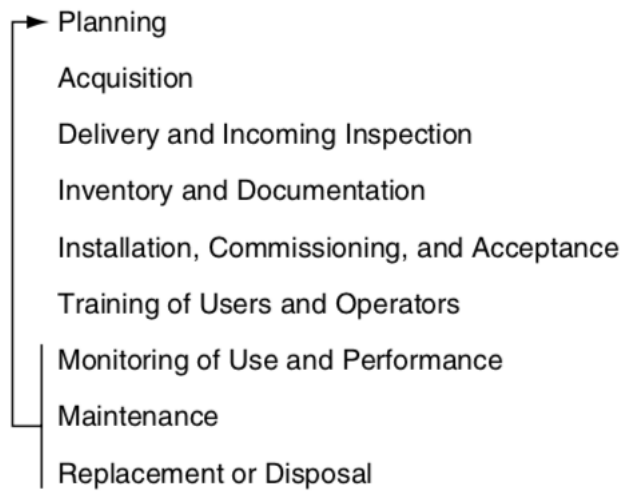 Planning
Acquisition
Delivery and Incoming Inspection
Inventory and Documentation
Installation, Commissioning, and Acceptance
Training of Users and Operators
Monitoring of Use and Performance
Maintenance
Replacement or Disposal